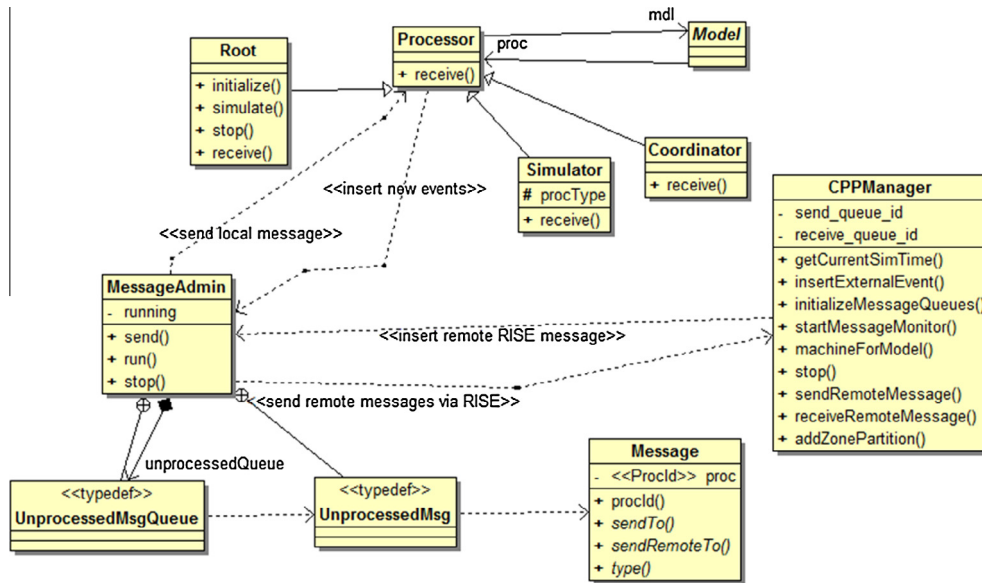 Root
+ initialize()
+ simulate()
+ stop()
+ receive()
Processor
+ receive()
mdl
proc
Model
Simulator
# procType
+ receive()
Coordinator
+ receive()
<<insert new events>>
<<send local message>>
CPPManager
- send_queue_id
- receive_queue_id
+ getCurrentSimTime()
+ insertExternalEvent()
+ initializeMessageQueues()
+ startMessageMonitor()
+ machineForModel()
+ stop()
+ sendRemoteMessage()
+ receiveRemoteMessage()
+ addZonePartition()
MessageAdmin
- running
+ send()
+ run()
+ stop()
<<insert remote RISE message>>
<<send remote messages via RISE>>
unprocessedQueue
<<typedef>>
UnprocessedMsgQueue
<<typedef>>
UnprocessedMsg
Message
- <<ProcId>> proc
+ procId()
+ sendTo()
+ sendRemoteTo()
+ type()